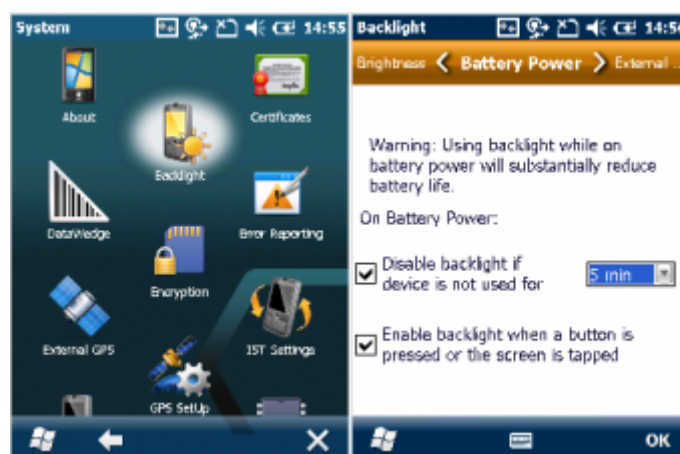 System 14:55
About
Certificates
Backlight
DataWedge
Error Reporting
Encryption
External GPS
IST Settings
GPS SetUp
Backlight 14:54
Brightness Battery Power External ...
Warning: Using backlight while on
battery power will substantially reduce
battery life.
On Battery Power:
Disable backlight if
device is not used for 5 min
Enable backlight when a button is
pressed or the screen is tapped
OK